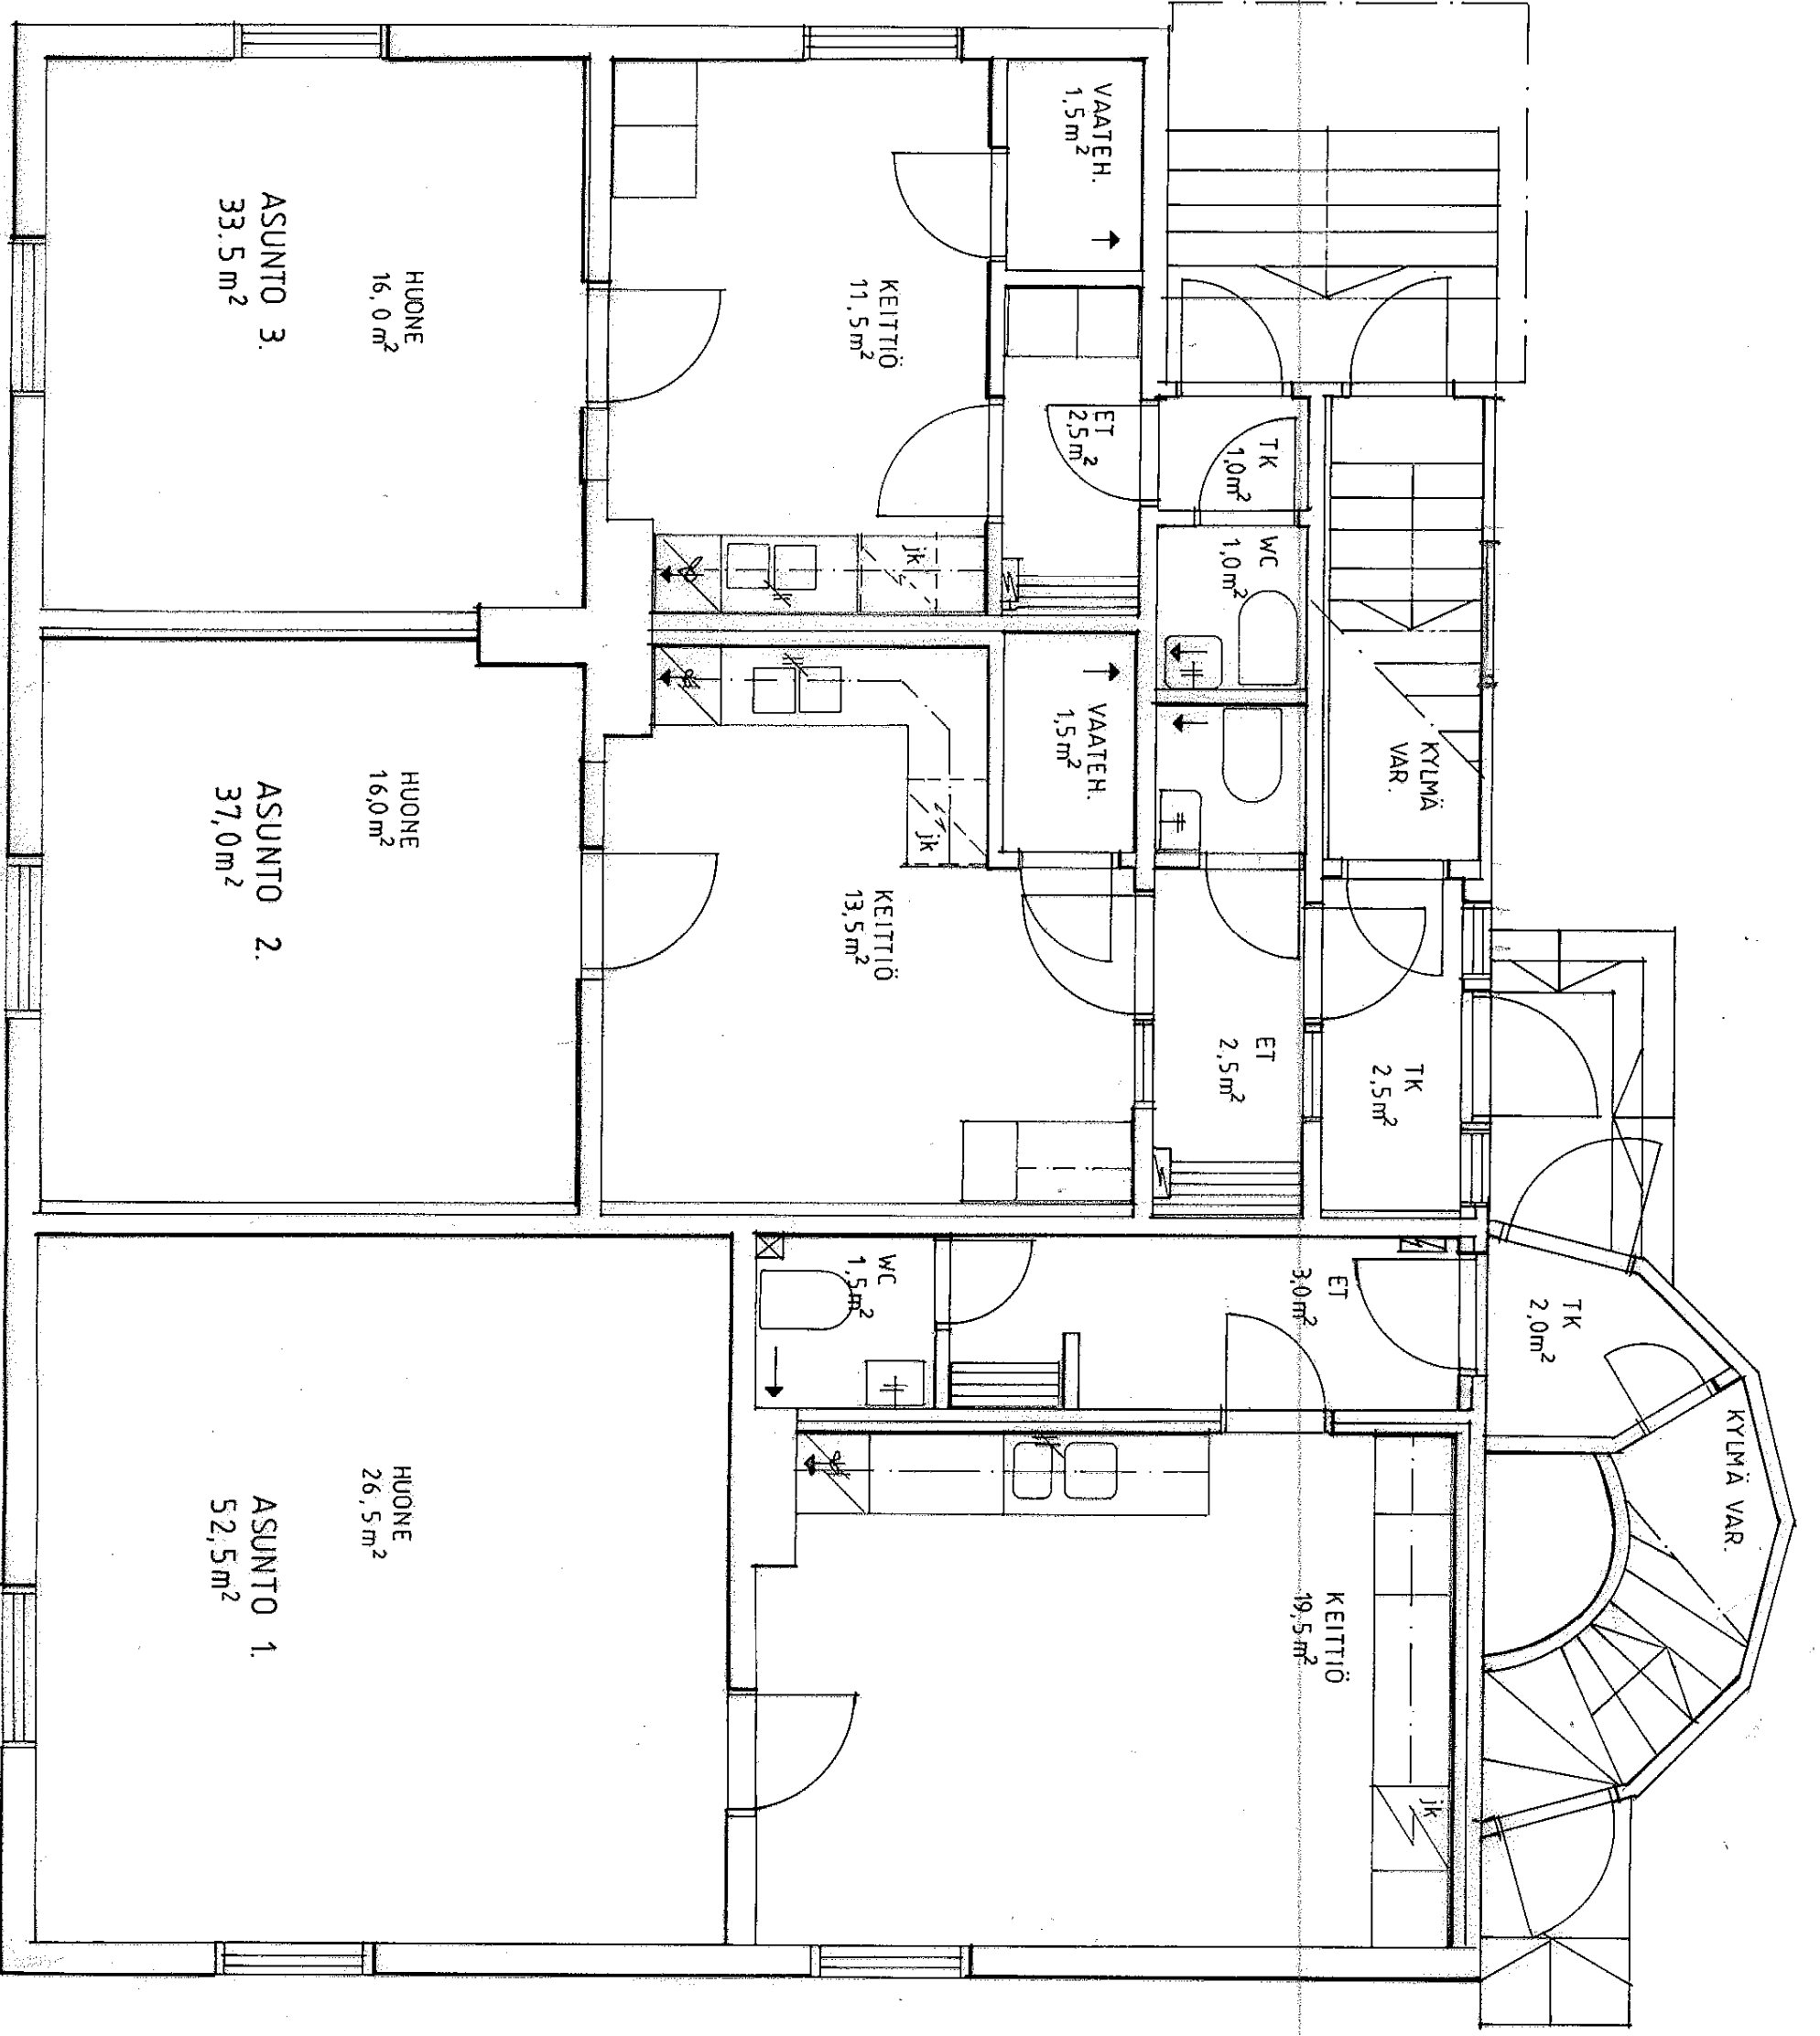 VAATEH.
1,5m²
KEITTIÖ
11,5m²
HUONE
16,0m²
ASUNTO 3.
33,5m²
ET
2,5m²
TK
1,0m²
WC
1,0m²
jk
KYLMÄ
VAR.
VAATEH.
1,5m²
jk
KEITTIÖ
13,5m²
HUONE
16,0m²
ASUNTO 2.
37,0m²
ET
2,5m²
TK
2,5m²
TK
2,0m²
ET
3,0m²
WC
1,5m²
KYLMÄ VAR.
KEITTIÖ
19,5m²
jk
HUONE
26,5m²
ASUNTO 1.
52,5m²